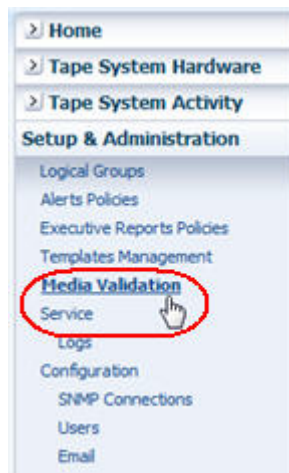 Home
Tape System Hardware
Tape System Activity
Setup & Administration
Logical Groups
Alerts Policies
Executive Reports Policies
Templates Management
Media Validation
Service
Logs
Configuration
SNMP Connections
Users
Email